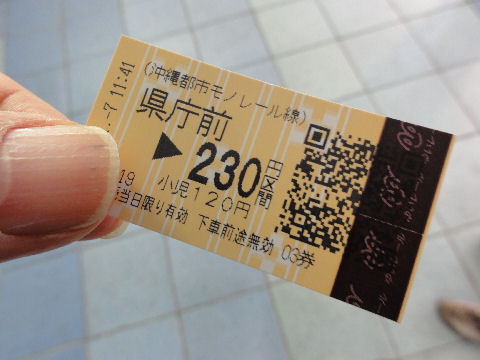 .-7 11:41
(沖縄都市モノレール線)
県庁前
▶230円区間
19 小児120円
当日限り有効 下車前途無効 06券